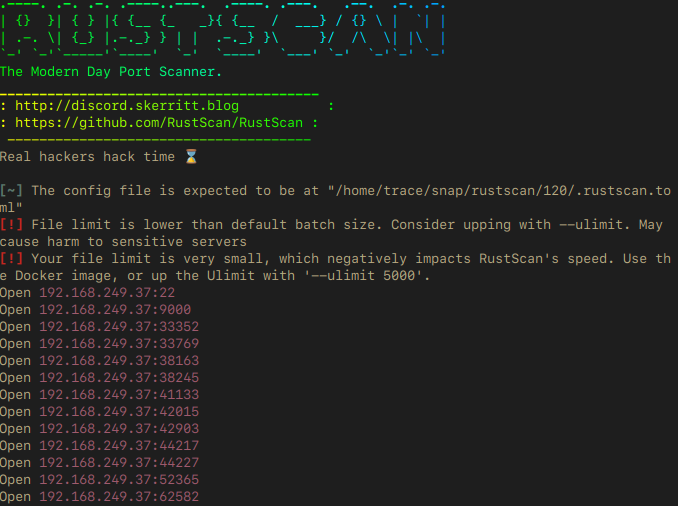 The Modern Day Port Scanner.
: http://discord.skerritt.blog :
: https://github.com/RustScan/RustScan :
Real hackers hack time ⌛
[~] The config file is expected to be at "/home/trace/snap/rustscan/120/.rustscan.to
ml"
[!] File limit is lower than default batch size. Consider upping with --ulimit. May
cause harm to sensitive servers
[!] Your file limit is very small, which negatively impacts RustScan's speed. Use th
e Docker image, or up the Ulimit with '--ulimit 5000'.
Open 192.168.249.37:22
Open 192.168.249.37:9000
Open 192.168.249.37:33352
Open 192.168.249.37:33769
Open 192.168.249.37:38163
Open 192.168.249.37:38245
Open 192.168.249.37:41133
Open 192.168.249.37:42015
Open 192.168.249.37:42903
Open 192.168.249.37:44217
Open 192.168.249.37:44227
Open 192.168.249.37:52365
Open 192.168.249.37:62582